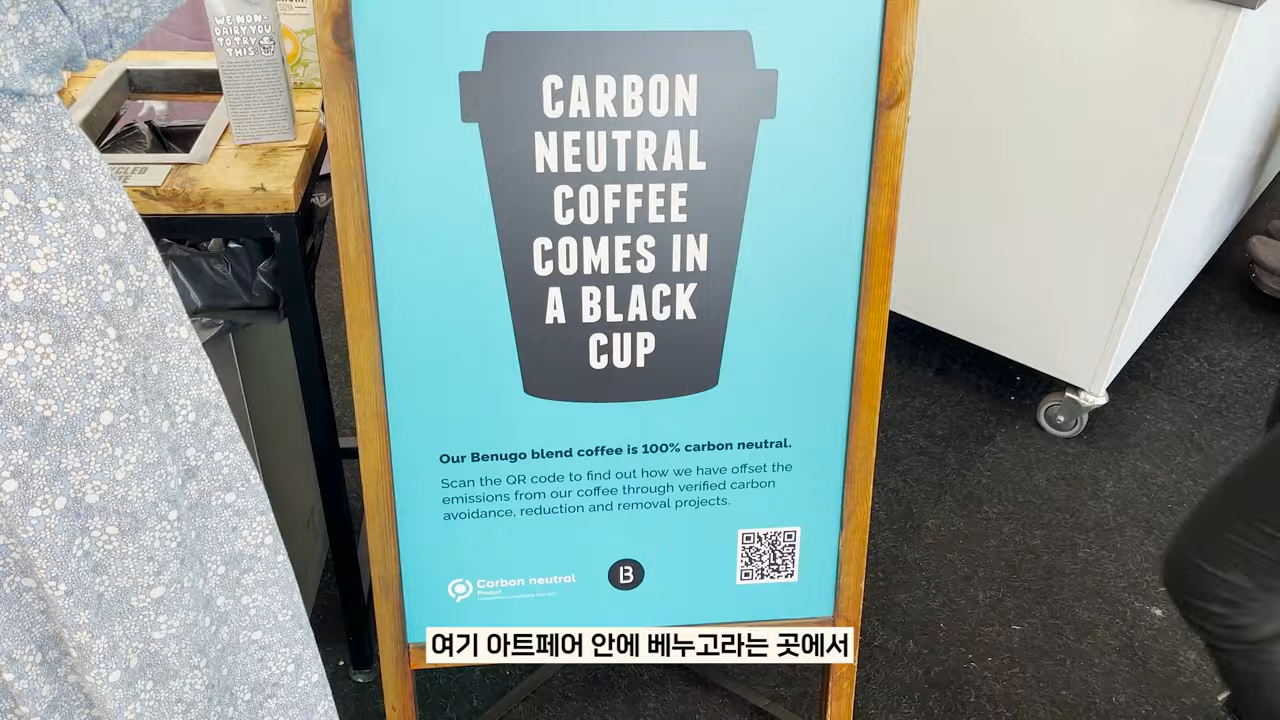 WE NON-
DAIRY YOU
TO TRY
THIS.
SOYA
CARBON
NEUTRAL
COFFEE
COMES IN
A BLACK
CUP
Our Benugo blend coffee is 100% carbon neutral.
Scan the QR code to find out how we have offset the
emissions from our coffee through verified carbon
avoidance, reduction and removal projects.
Carbon neutral
Product
B
여기 아트페어 안에 베누고라는 곳에서